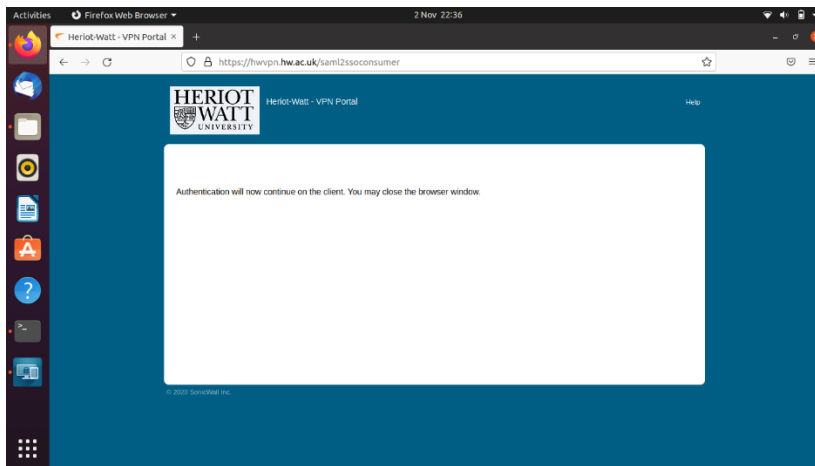 Activities Firefox Web Browser 2 Nov 22:36
Heriot-Watt - VPN Portal
https://hwvpn.hw.ac.uk/saml2ssoconsumer
HERIOT
WATT
UNIVERSITY
Heriot-Watt - VPN Portal
Help
Authentication will now continue on the client. You may close the browser window.
© 2020 SonicWall Inc.